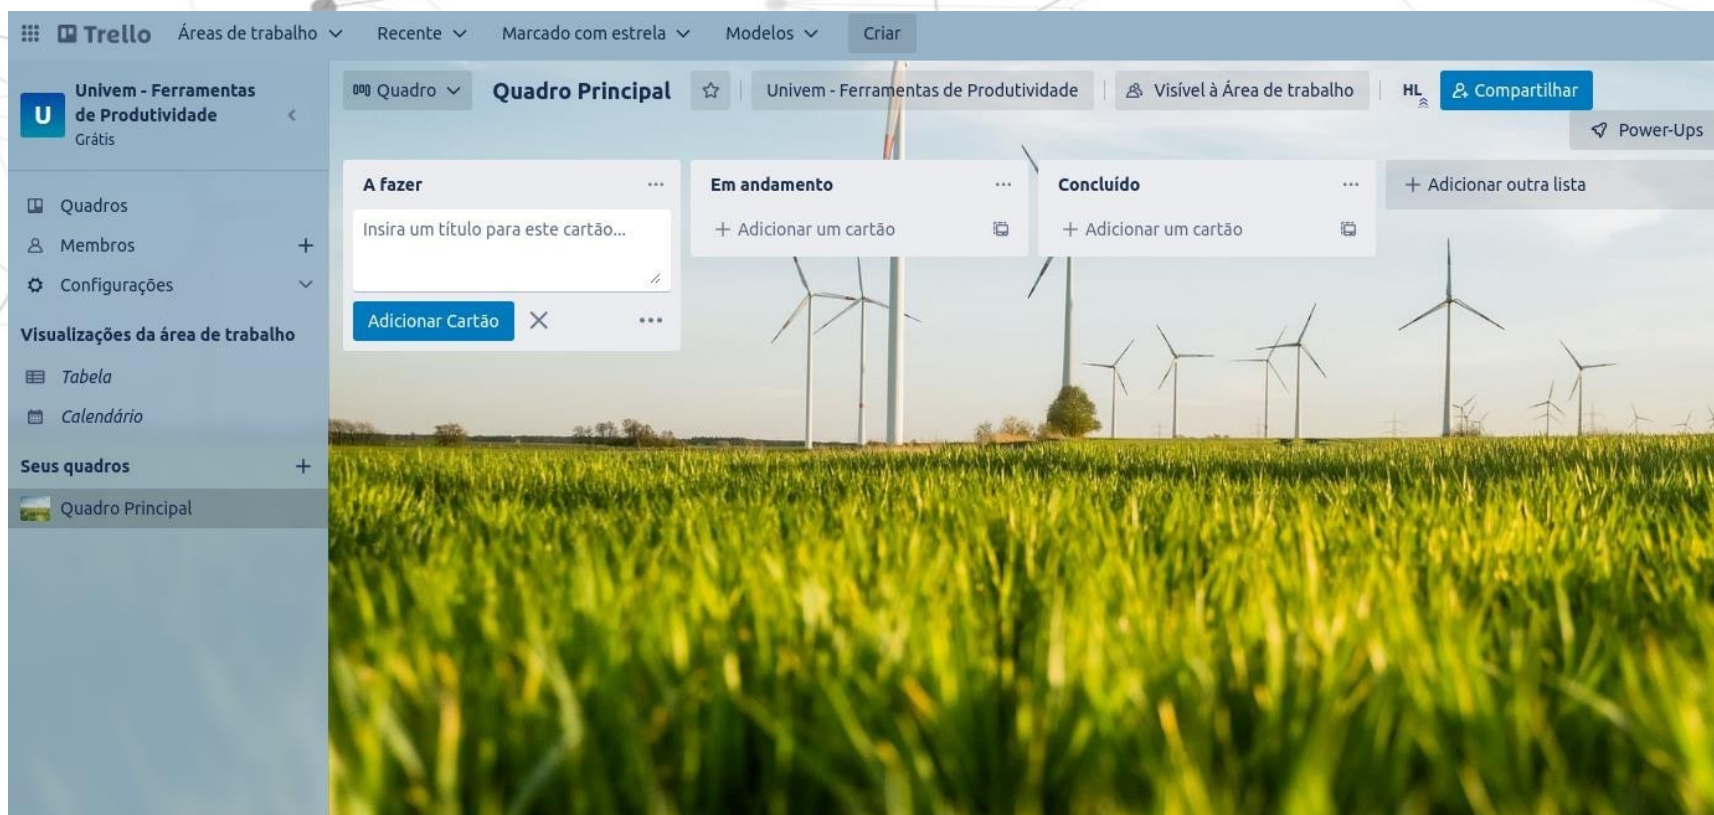 Trello Áreas de trabalho Recente Marcado com estrela Modelos Criar
U
Univem - Ferramentas
de Produtividade
Grátis
Quadros
Membros
Configurações
Visualizações da área de trabalho
Tabela
Calendário
Seus quadros
Quadro Principal
Quadro Quadro Principal Univem - Ferramentas de Produtividade Visível à Área de trabalho HL Compartilhar
Power-Ups
A fazer
Insira um título para este cartão...
Adicionar Cartão
Em andamento
+ Adicionar um cartão
Concluído
+ Adicionar um cartão
+ Adicionar outra lista